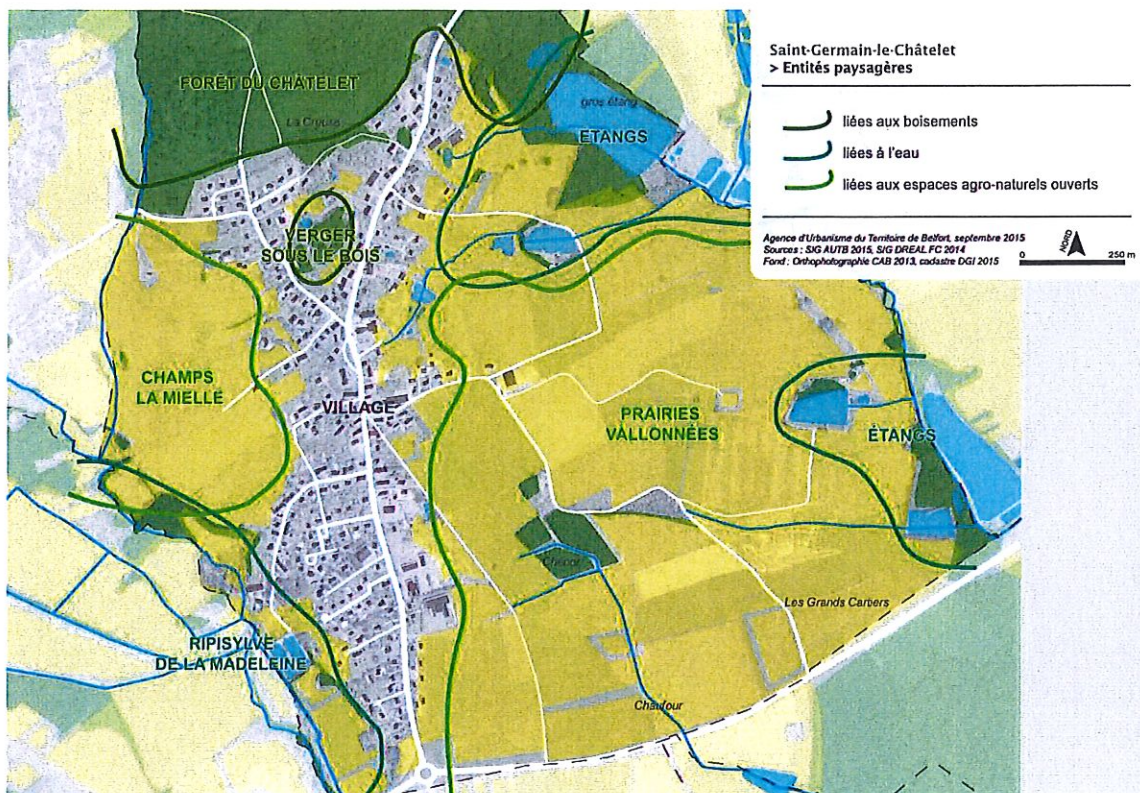 Saint-Germain-le-Châtelet
> Entités paysagères
liées aux boisements
liées à l'eau
liées aux espaces agro-naturels ouverts
Agence d'Urbanisme du Territoire de Belfort, septembre 2015
Sources : SIG AUTB 2015, SIG DREAL FC 2014
Fond : Orthophotographie CAB 2013, cadastre DGI 2015
NORD
0 250 m
FORÊT DU CHÂTELET
La Creuse
gros étang
ETANGS
VERGER
SOUS LE BOIS
CHAMPS
LA MIELLE
VILLAGE
PRAIRIES
VALLONNÉES
ÉTANGS
Les Grands Cartiers
RIPISYLVE
DE LA MADELEINE
Chaufour